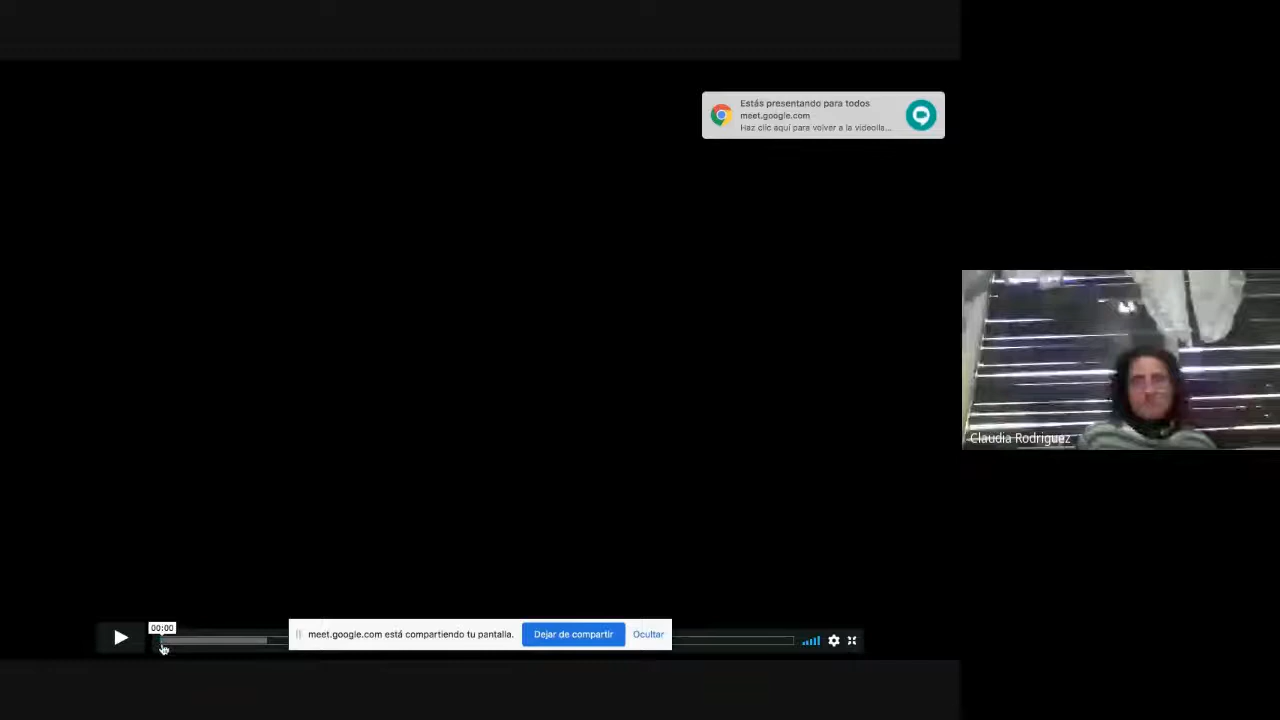 Estás presentando para todos
meet.google.com
Haz clic aquí para volver a la videolla...
Claudia Rodriguez
00:00
meet.google.com está compartiendo tu pantalla.
Dejar de compartir
Ocultar